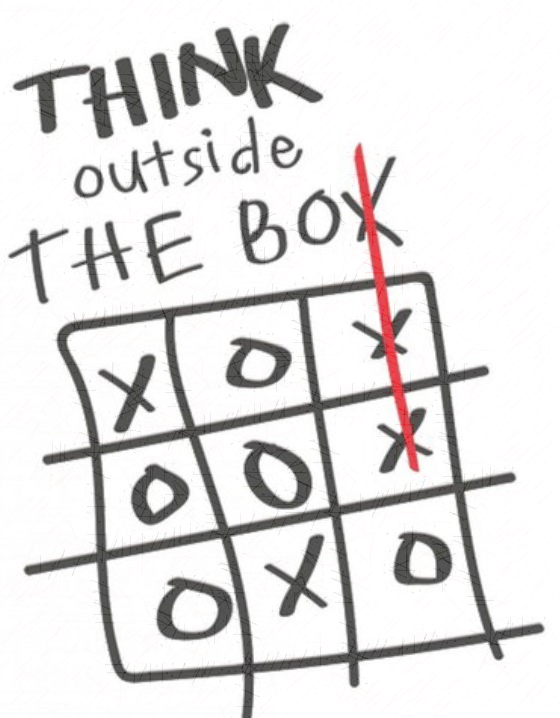 THINK
outside
THE BOX
X O X
O O X
O X O